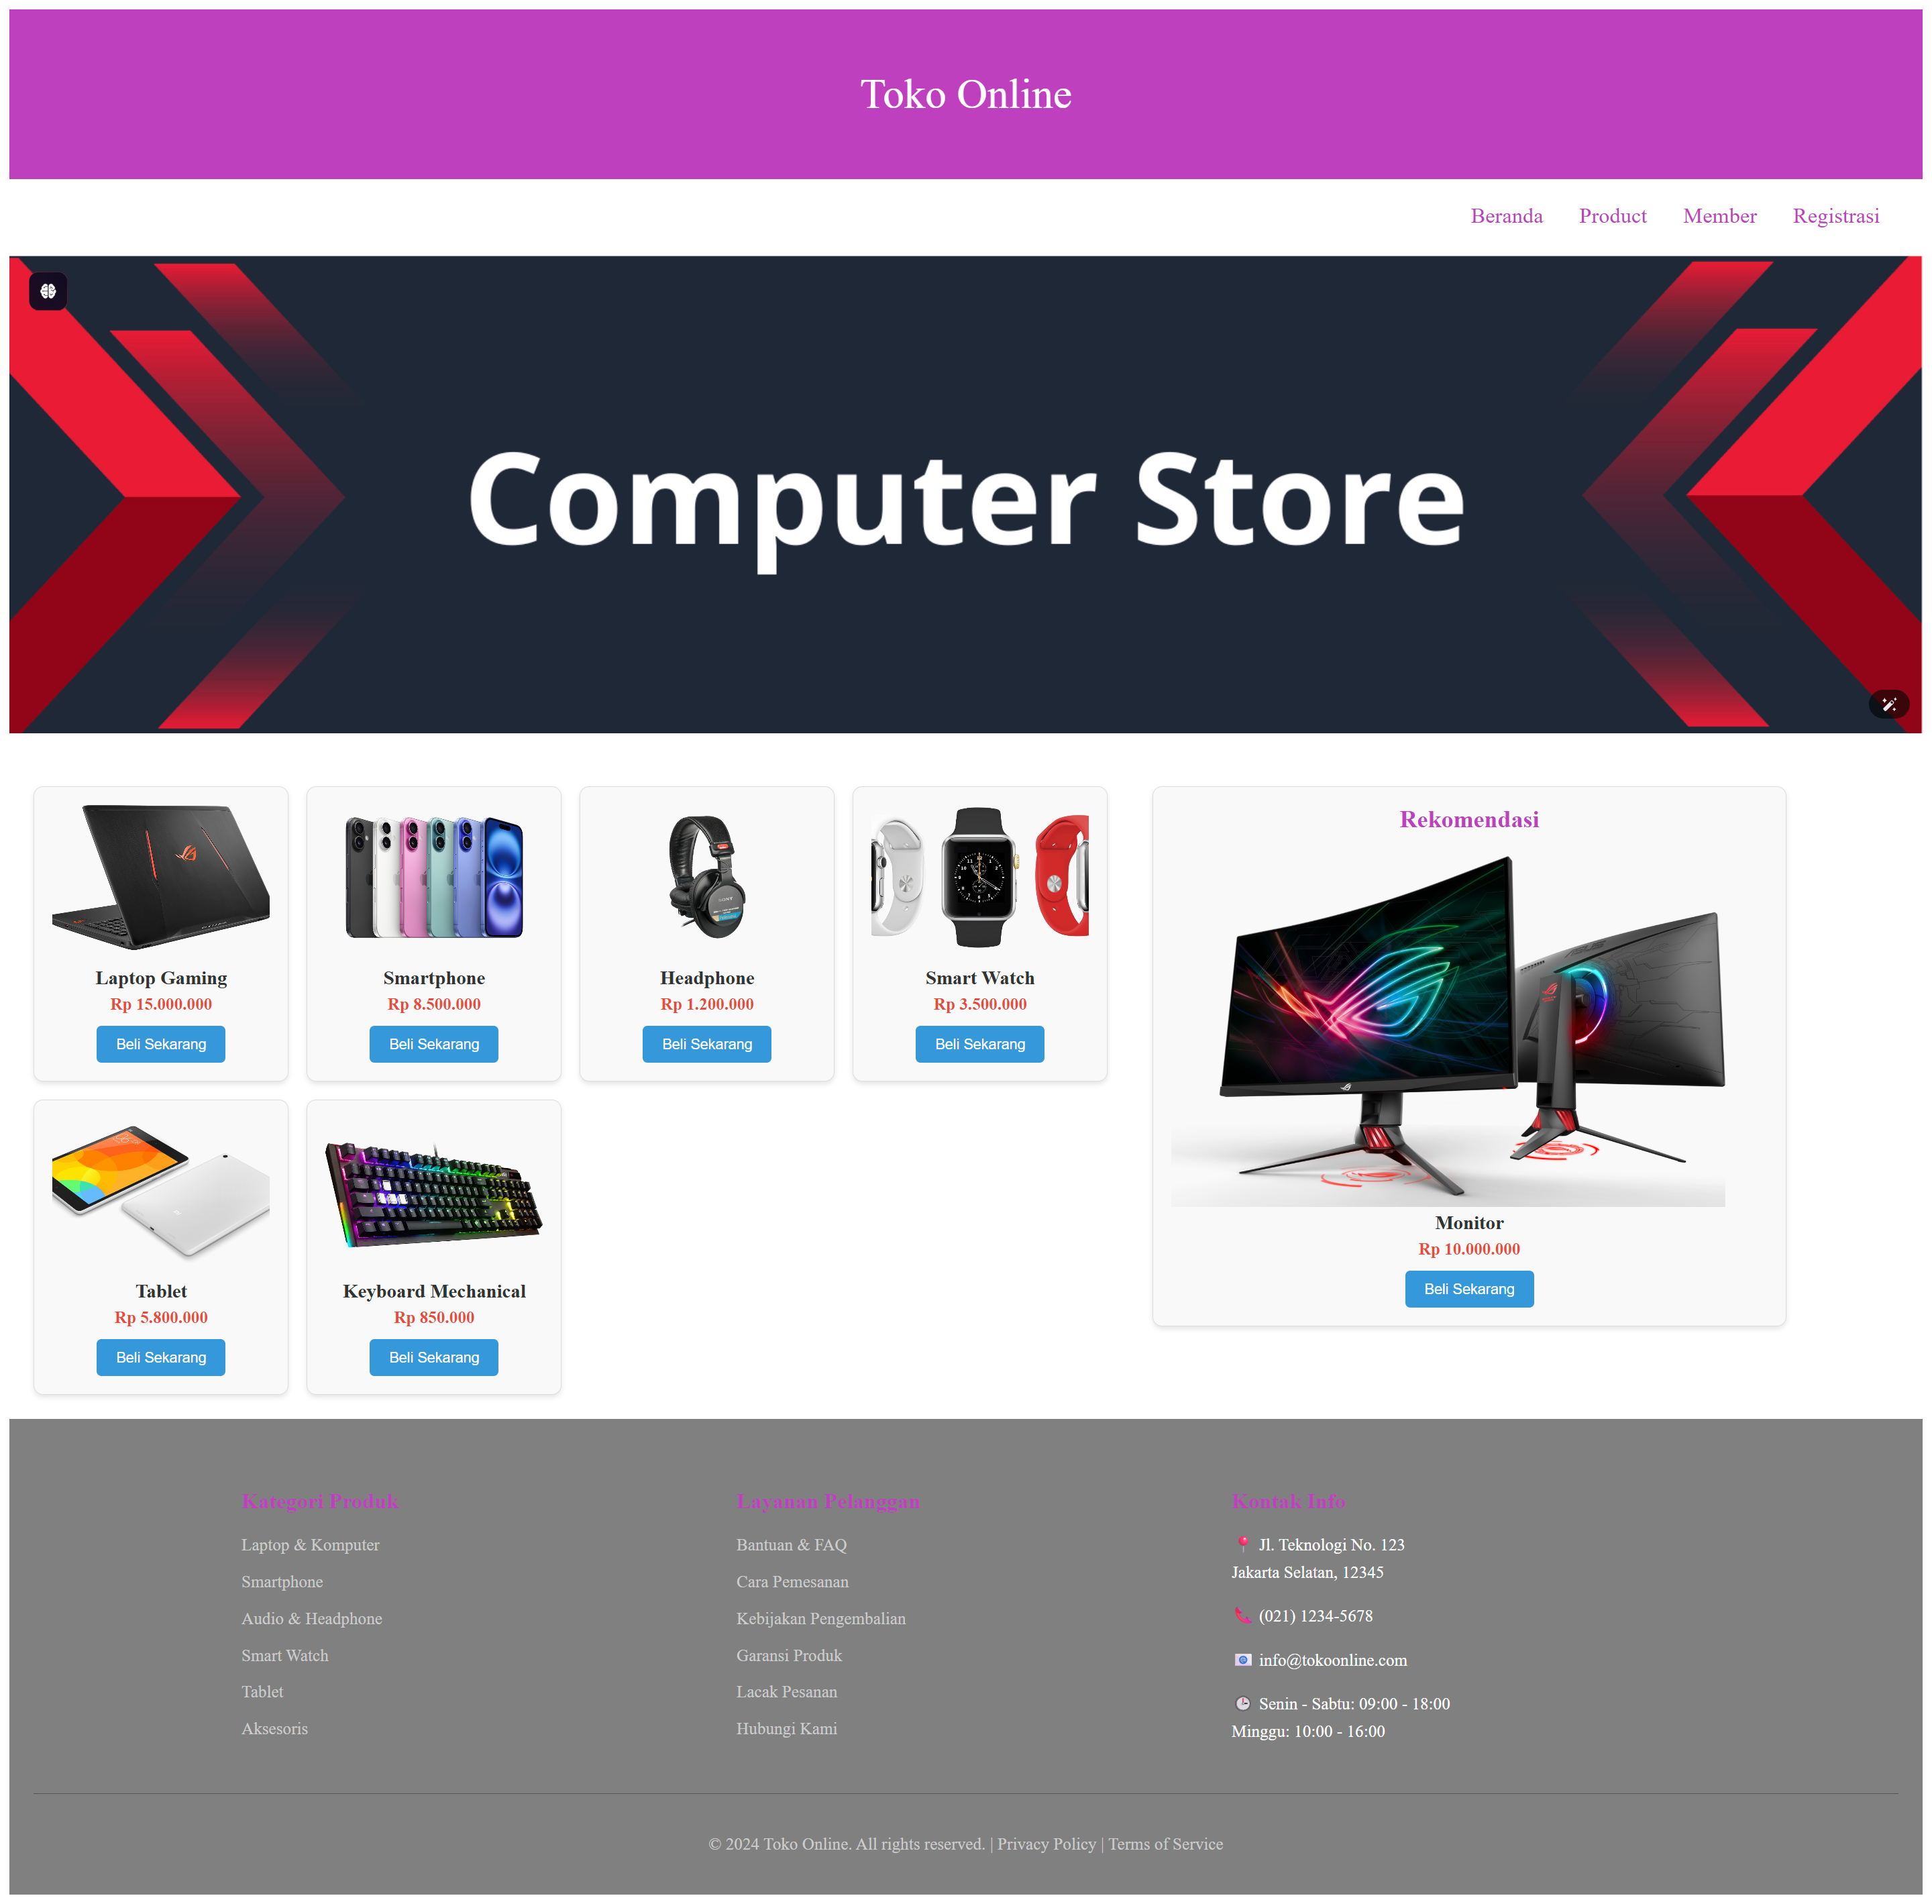 Toko Online
Beranda Product Member Registrasi
Computer Store
Laptop Gaming
Rp 15.000.000
Beli Sekarang
Smartphone
Rp 8.500.000
Beli Sekarang
Headphone
Rp 1.200.000
Beli Sekarang
Smart Watch
Rp 3.500.000
Beli Sekarang
Tablet
Rp 5.800.000
Beli Sekarang
Keyboard Mechanical
Rp 850.000
Beli Sekarang
Rekomendasi
Monitor
Rp 10.000.000
Beli Sekarang
Kategori Produk
Laptop & Komputer
Smartphone
Audio & Headphone
Smart Watch
Tablet
Aksesoris
Layanan Pelanggan
Bantuan & FAQ
Cara Pemesanan
Kebijakan Pengembalian
Garansi Produk
Lacak Pesanan
Hubungi Kami
Kontak Info
📍 Jl. Teknologi No. 123
Jakarta Selatan, 12345
📞 (021) 1234-5678
📧 info@tokoonline.com
🕒 Senin - Sabtu: 09:00 - 18:00
Minggu: 10:00 - 16:00
© 2024 Toko Online. All rights reserved. | Privacy Policy | Terms of Service